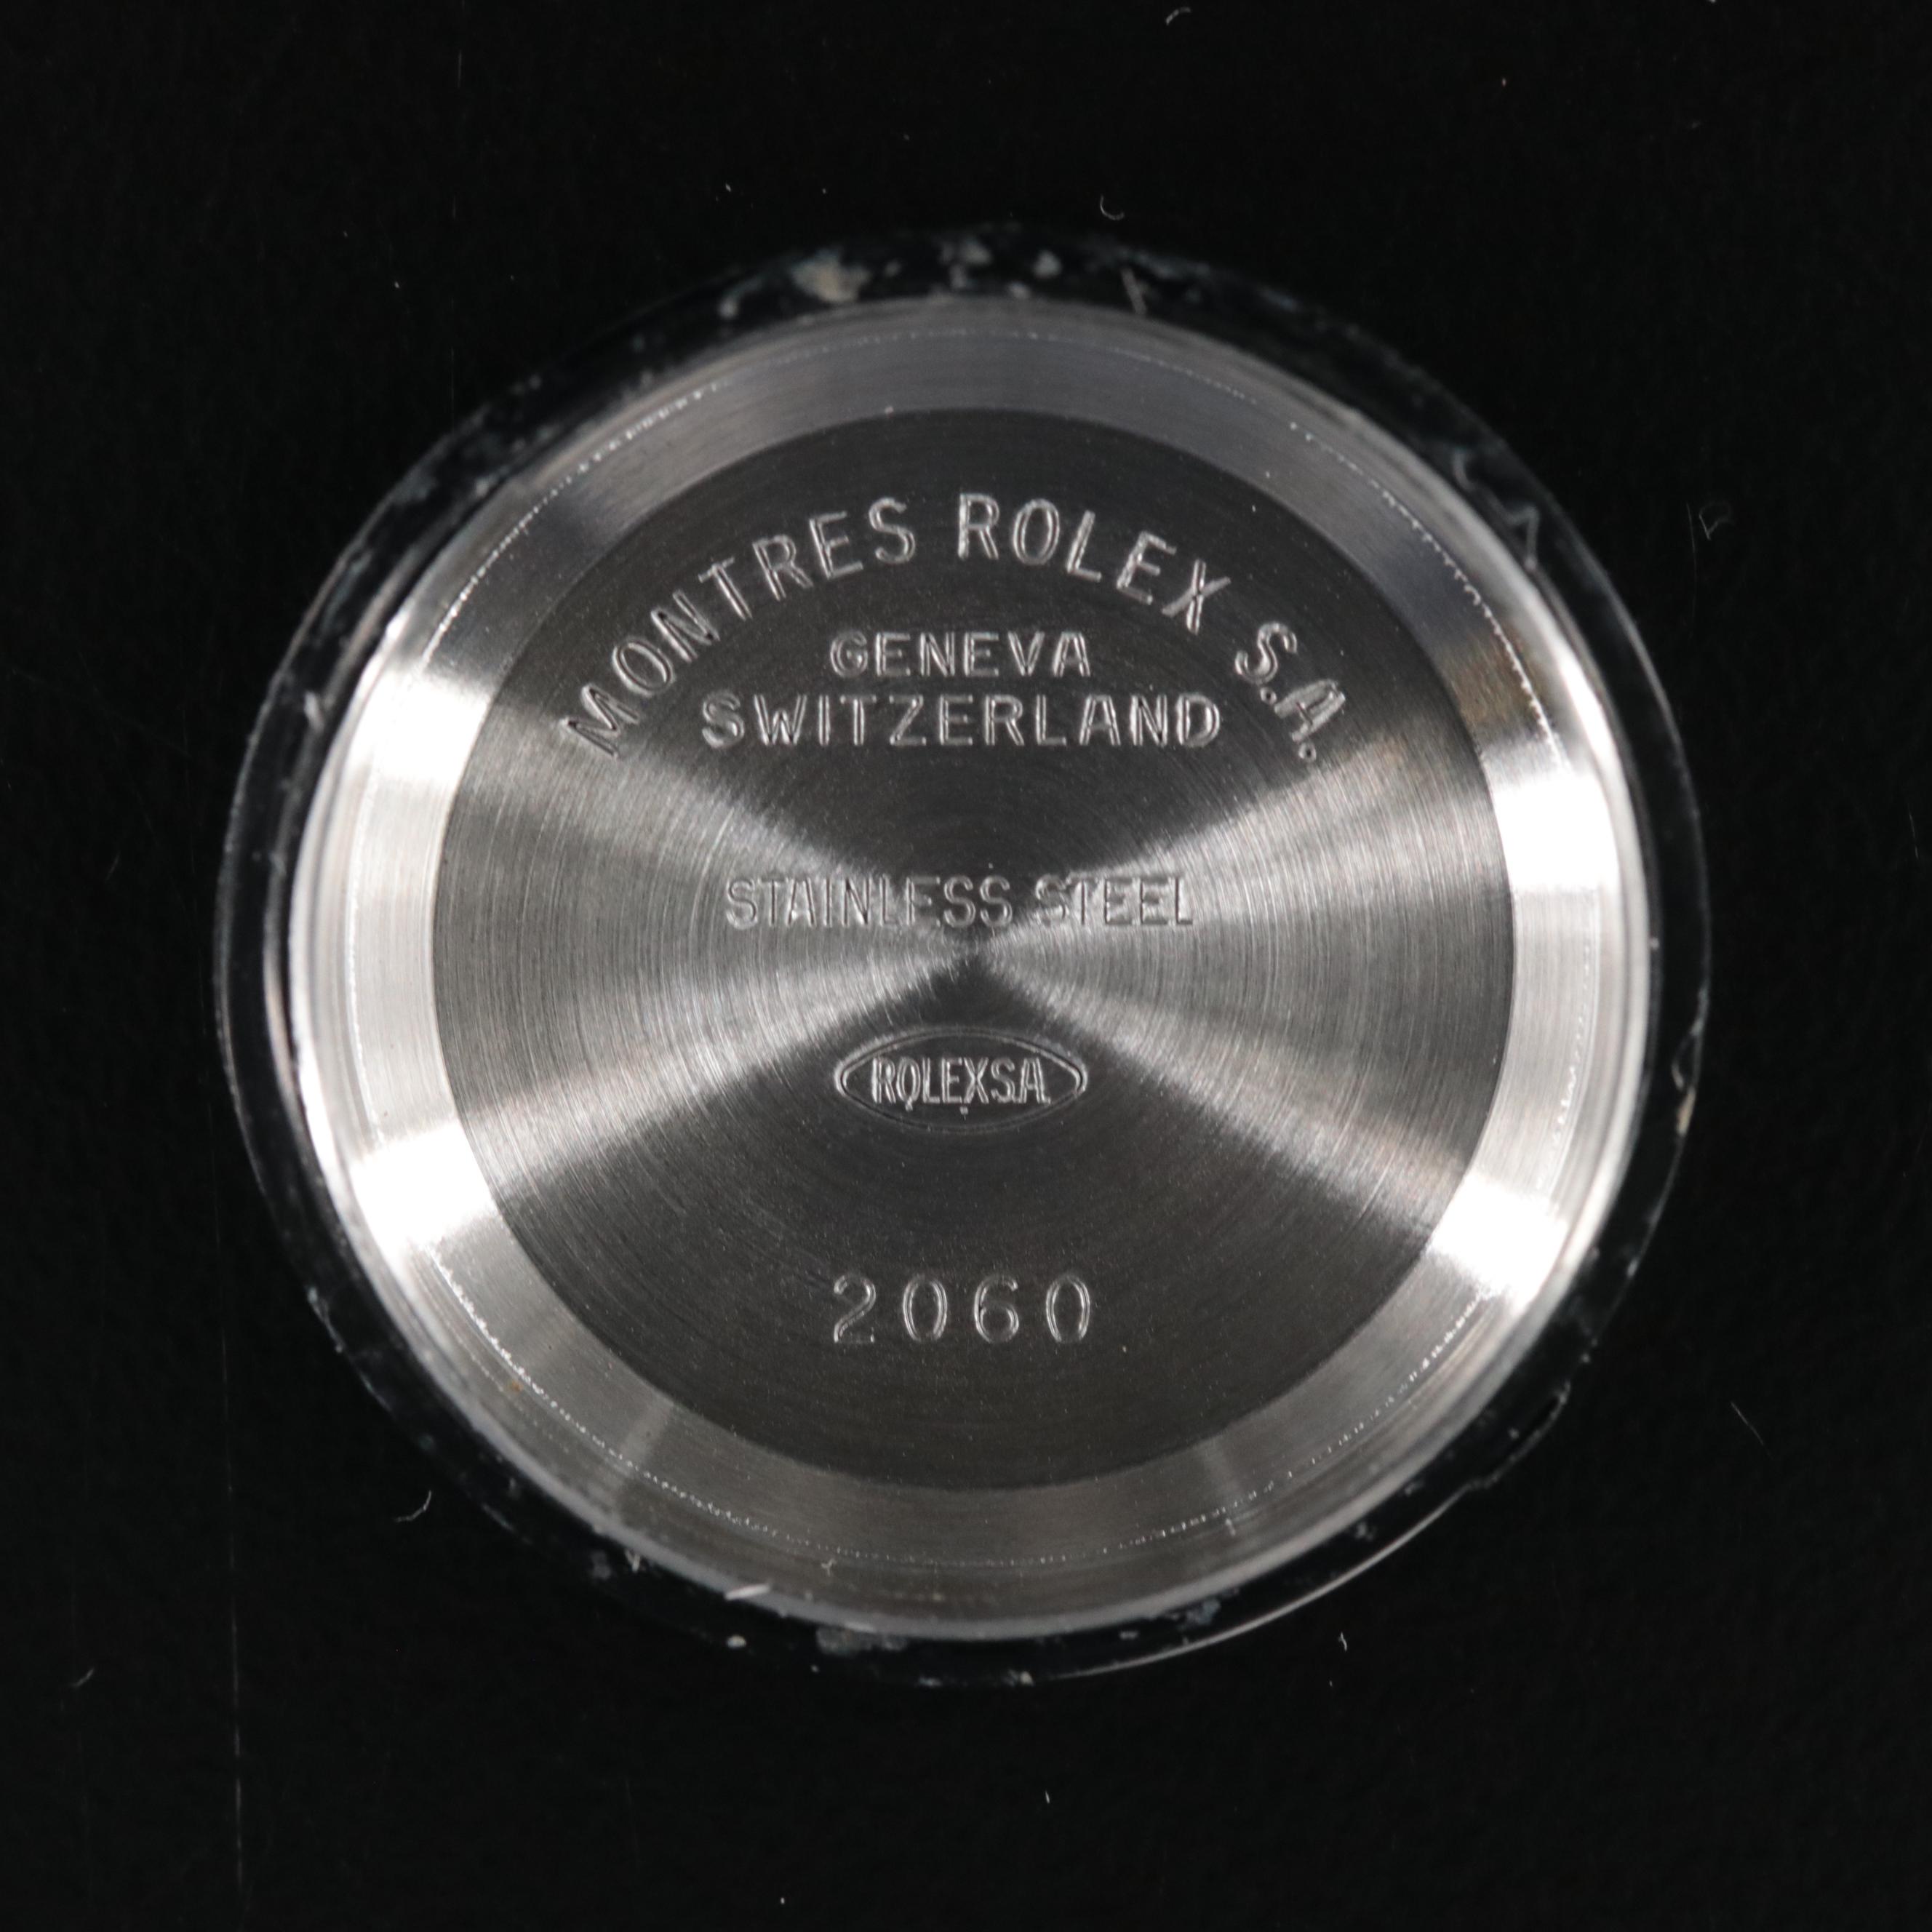 MONTRES ROLEX S.A.
GENEVA
SWITZERLAND
STAINLESS STEEL
ROLEX S.A.
2060